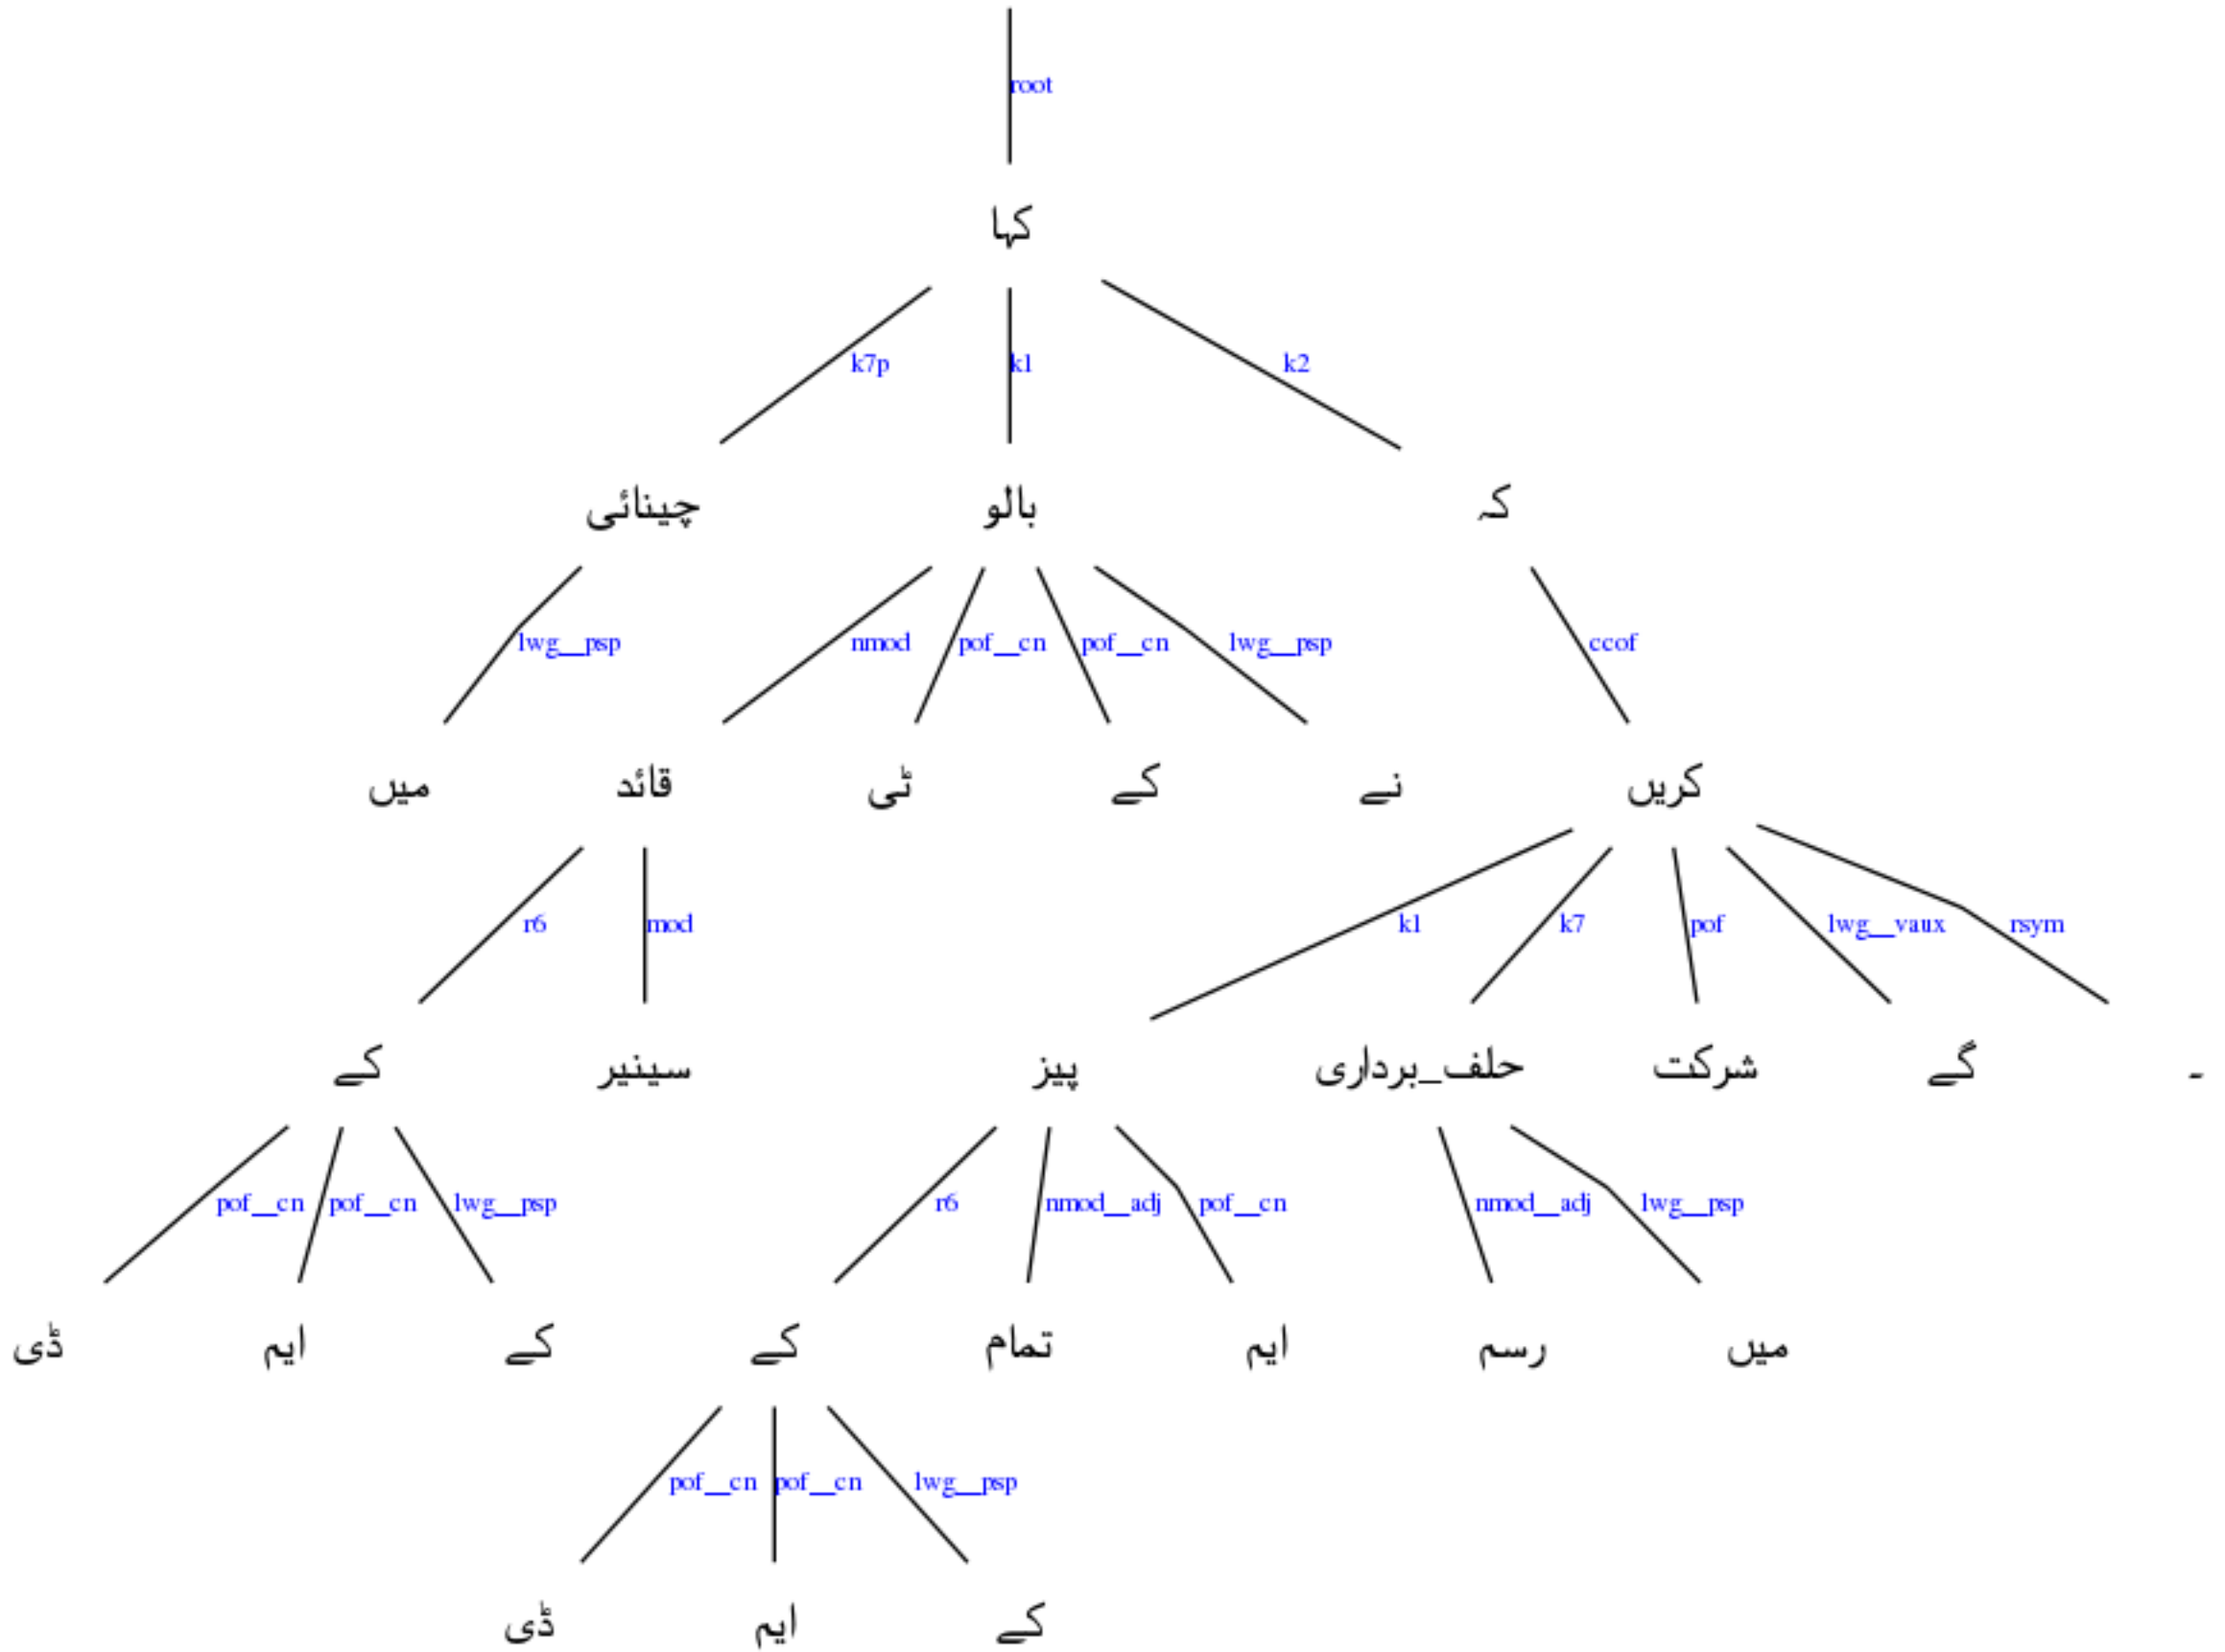 root
کہا
k7p k1 k2
چینائی بالو کہ
lwg__psp nmod pof__cn pof__cn lwg__psp ccof
میں قائد ٹی کے نے کریں
r6 mod k1 k7 pof lwg__vaux rsym
کے سینیر پیز حلف_برداری شرکت گے ۔
pof__cn pof__cn lwg__psp r6 nmod__adj pof__cn nmod__adj lwg__psp
ڈی ایم کے کے تمام ایم رسم میں
pof__cn pof__cn lwg__psp
ڈی ایم کے